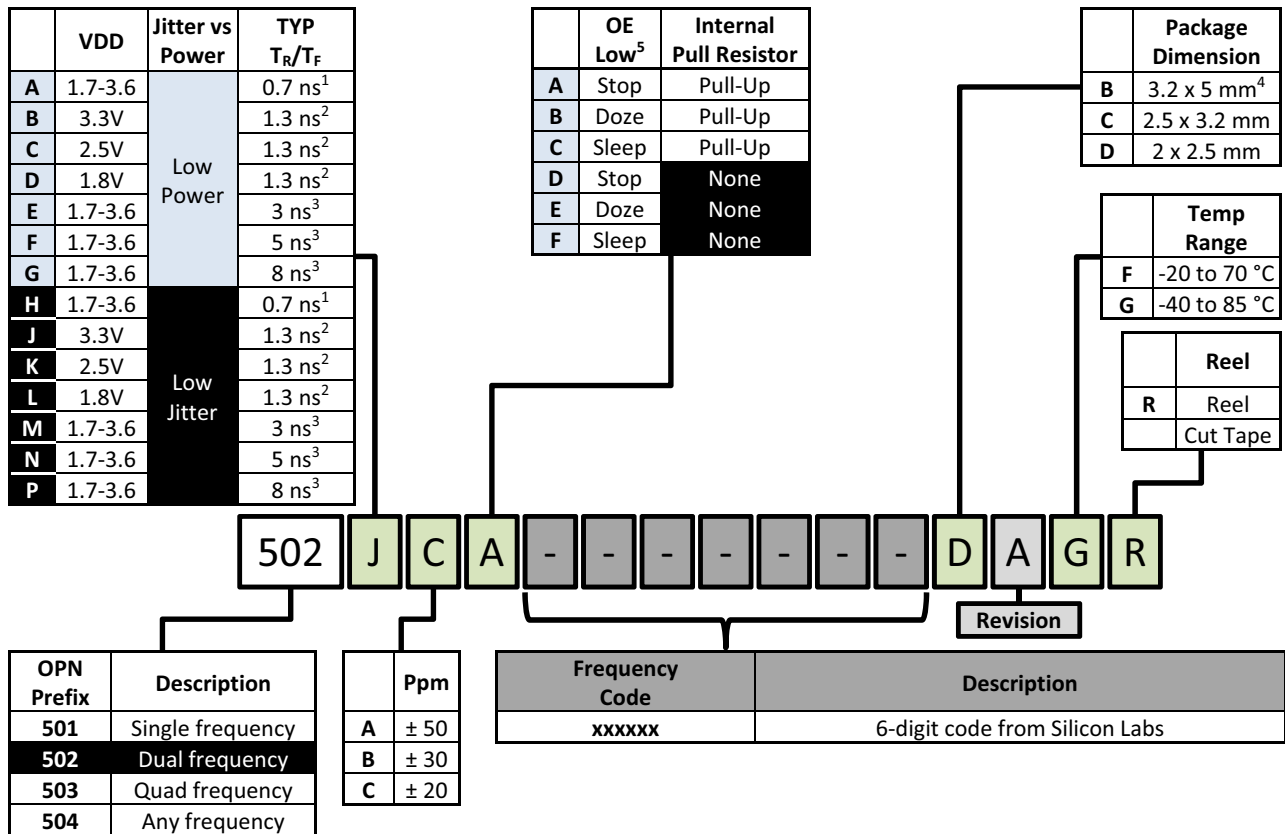 VDD Jitter vs Power TYP T_R/T_F
A 1.7-3.6 0.7 ns¹
B 3.3V 1.3 ns²
C 2.5V 1.3 ns²
D 1.8V 1.3 ns²
E 1.7-3.6 3 ns³
F 1.7-3.6 5 ns³
G 1.7-3.6 8 ns³
Low
Power
H 1.7-3.6 0.7 ns¹
J 3.3V 1.3 ns²
K 2.5V 1.3 ns²
L 1.8V 1.3 ns²
M 1.7-3.6 3 ns³
N 1.7-3.6 5 ns³
P 1.7-3.6 8 ns³
Low
Jitter
OE Low⁵ Internal Pull Resistor
A Stop Pull-Up
B Doze Pull-Up
C Sleep Pull-Up
D Stop None
E Doze None
F Sleep None
Package
Dimension
B 3.2 x 5 mm⁴
C 2.5 x 3.2 mm
D 2 x 2.5 mm
Temp
Range
F -20 to 70 °C
G -40 to 85 °C
Reel
R Reel
Cut Tape
502 J C A - - - - - - - D A G R
Revision
OPN Prefix Description
501 Single frequency
502 Dual frequency
503 Quad frequency
504 Any frequency
Ppm
A ± 50
B ± 30
C ± 20
Frequency Code Description
xxxxxx 6-digit code from Silicon Labs